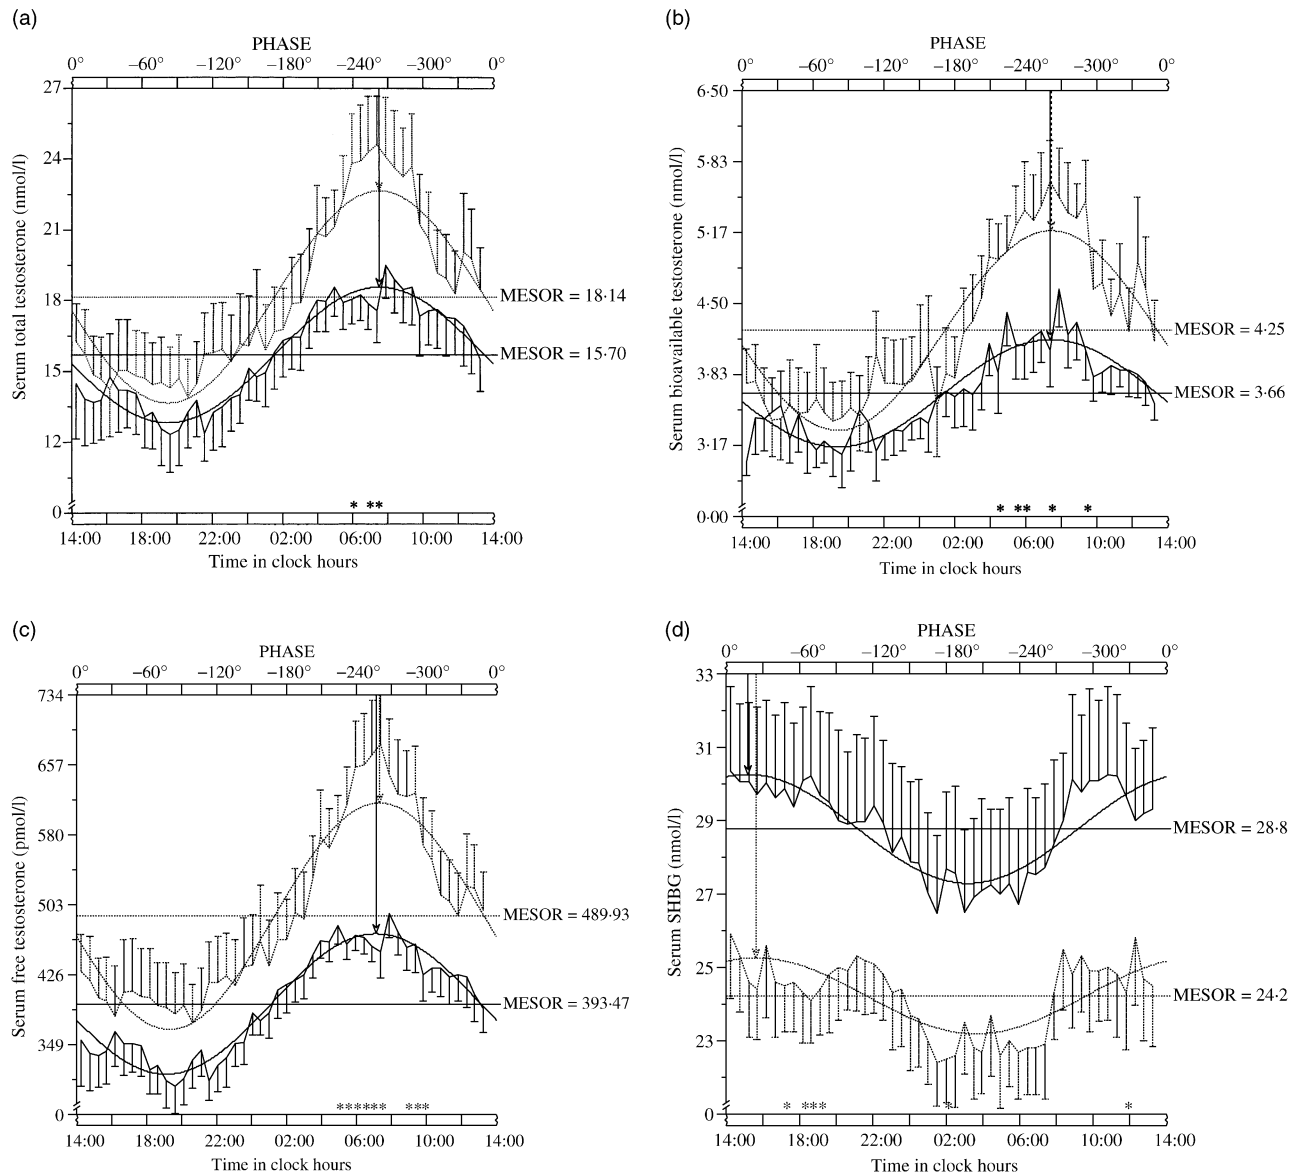 (a)
PHASE
0° −60° −120° −180° −240° −300° 0°
Serum total testosterone (nmol/l)
27
24
21
18
15
12
0
MESOR = 18·14
MESOR = 15·70
* **
14:00 18:00 22:00 02:00 06:00 10:00 14:00
Time in clock hours
(b)
PHASE
0° −60° −120° −180° −240° −300° 0°
Serum bioavailable testosterone (nmol/l)
6·50
5·83
5·17
4·50
3·83
3·17
0·00
MESOR = 4·25
MESOR = 3·66
* ** * *
14:00 18:00 22:00 02:00 06:00 10:00 14:00
Time in clock hours
(c)
PHASE
0° −60° −120° −180° −240° −300° 0°
Serum free testosterone (pmol/l)
734
657
580
503
426
349
0
MESOR = 489·93
MESOR = 393·47
****** ***
14:00 18:00 22:00 02:00 06:00 10:00 14:00
Time in clock hours
(d)
PHASE
0° −60° −120° −180° −240° −300° 0°
Serum SHBG (nmol/l)
33
31
29
27
25
23
0
MESOR = 28·8
MESOR = 24·2
* *** * *
14:00 18:00 22:00 02:00 06:00 10:00 14:00
Time in clock hours